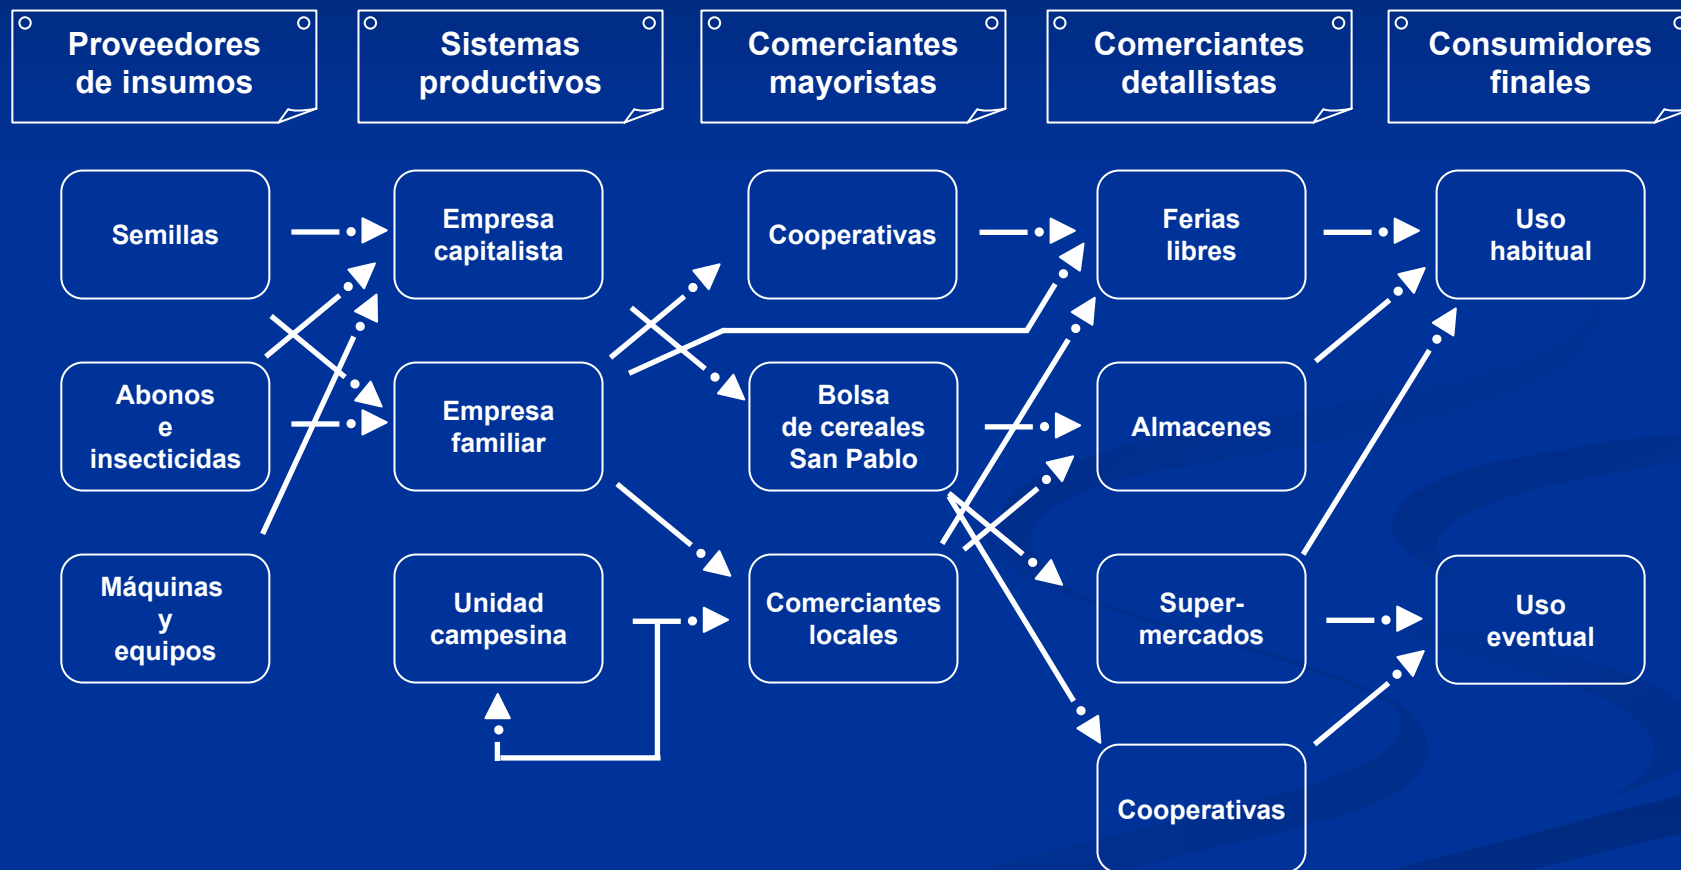 Proveedores
de insumos
Sistemas
productivos
Comerciantes
mayoristas
Comerciantes
detallistas
Consumidores
finales
Semillas
Empresa
capitalista
Cooperativas
Ferias
libres
Uso
habitual
Abonos
e
insecticidas
Empresa
familiar
Bolsa
de cereales
San Pablo
Almacenes
Máquinas
y
equipos
Unidad
campesina
Comerciantes
locales
Super-
mercados
Uso
eventual
Cooperativas